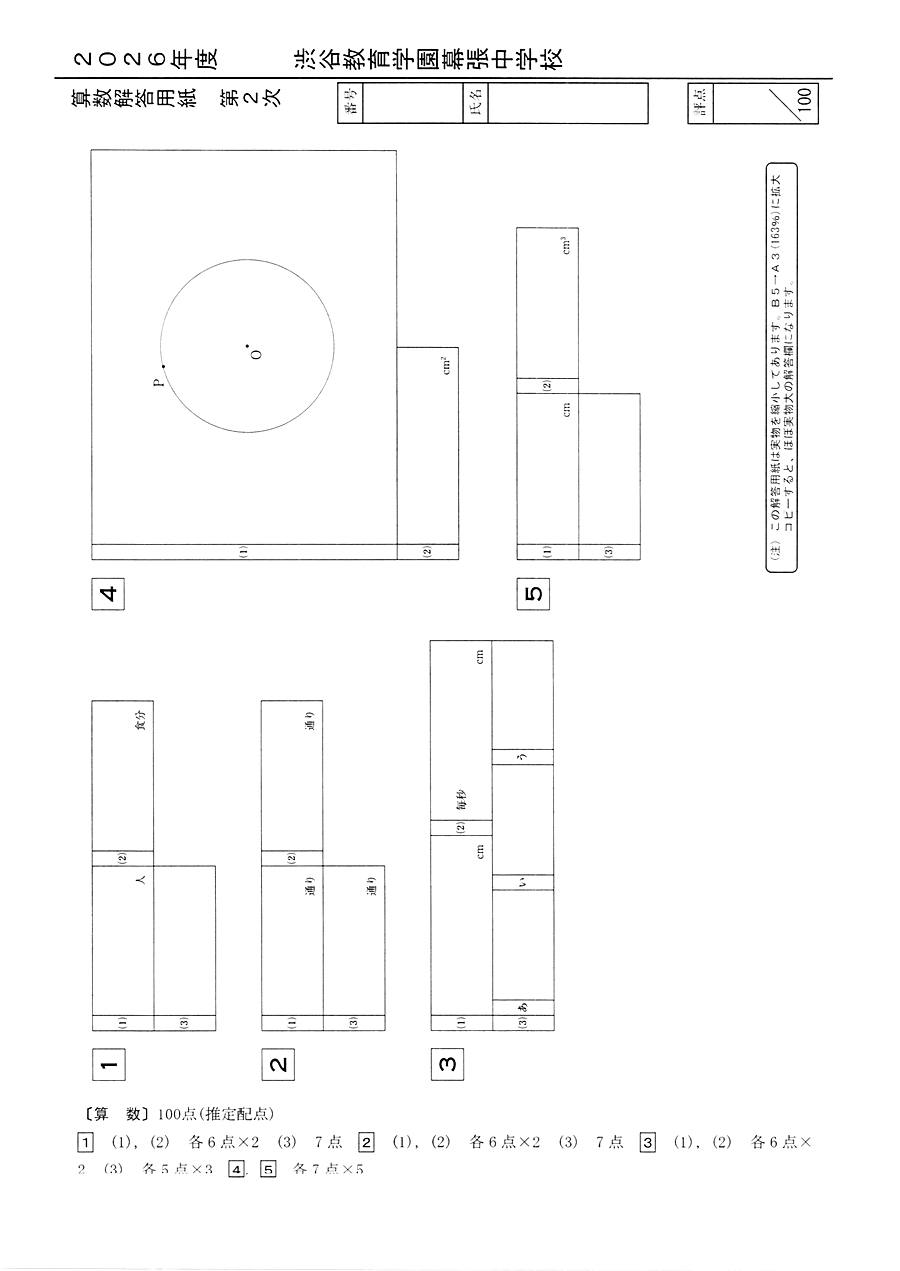 2026年度 渋谷教育学園幕張中学校
算数解答用紙 第2次
番号
氏名
評点
/100
4
(1)
P
O
(2)
cm²
5
(1)
cm
(2)
cm³
(3)
1
(1)
人
(2)
食分
(3)
2
(1)
通り
(2)
通り
(3)
通り
3
(1)
cm
(2)
毎秒
cm
(3)
あ
い
う
(注) この解答用紙は実物を縮小してあります。B5→A3(163%)に拡大
コピーすると、ほぼ実物大の解答欄になります。
〔算 数〕100点(推定配点)
1 (1), (2) 各6点×2 (3) 7点 2 (1), (2) 各6点×2 (3) 7点 3 (1), (2) 各6点×
2 (3) 各5点×3 4, 5 各7点×5